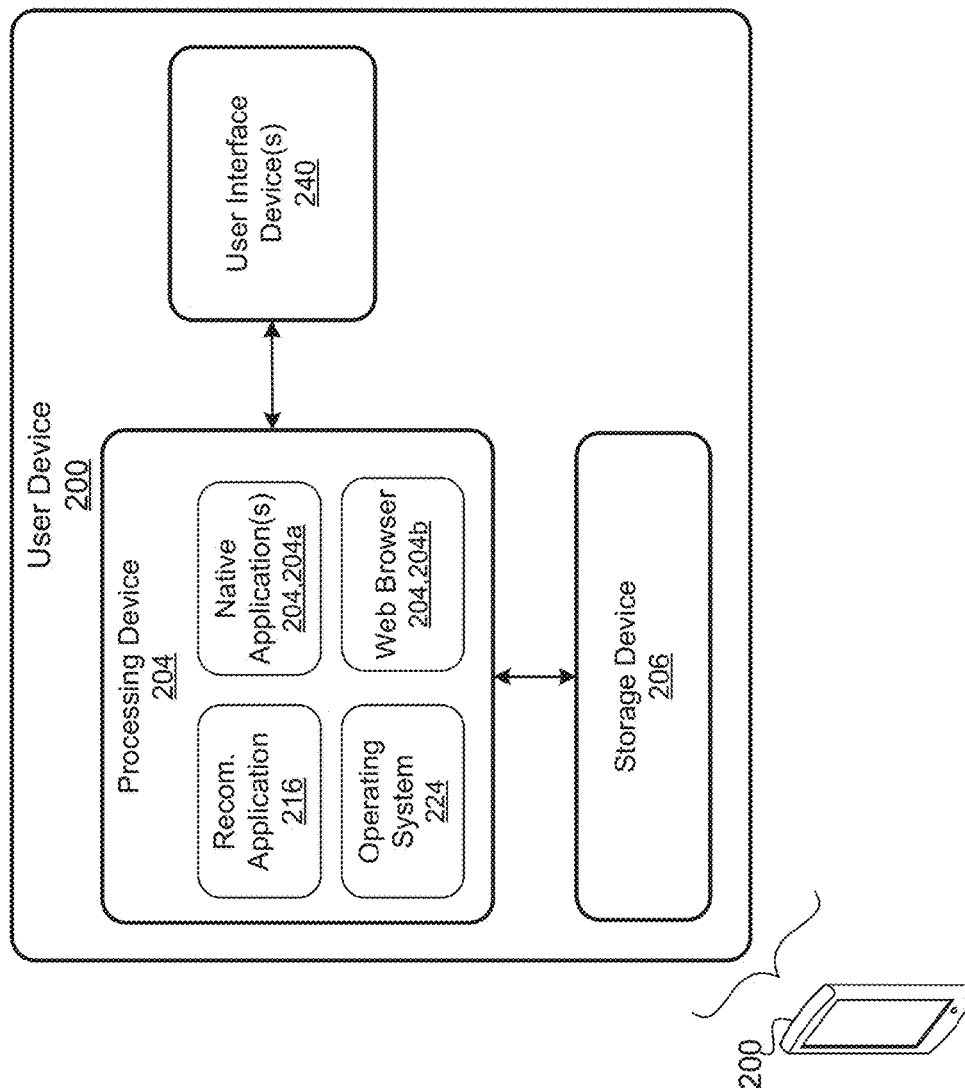 User Device
200
Processing Device
204
Recom.
Application
216
Native
Application(s)
204,204a
Operating
System
224
Web Browser
204,204b
User Interface
Device(s)
240
Storage Device
206
200